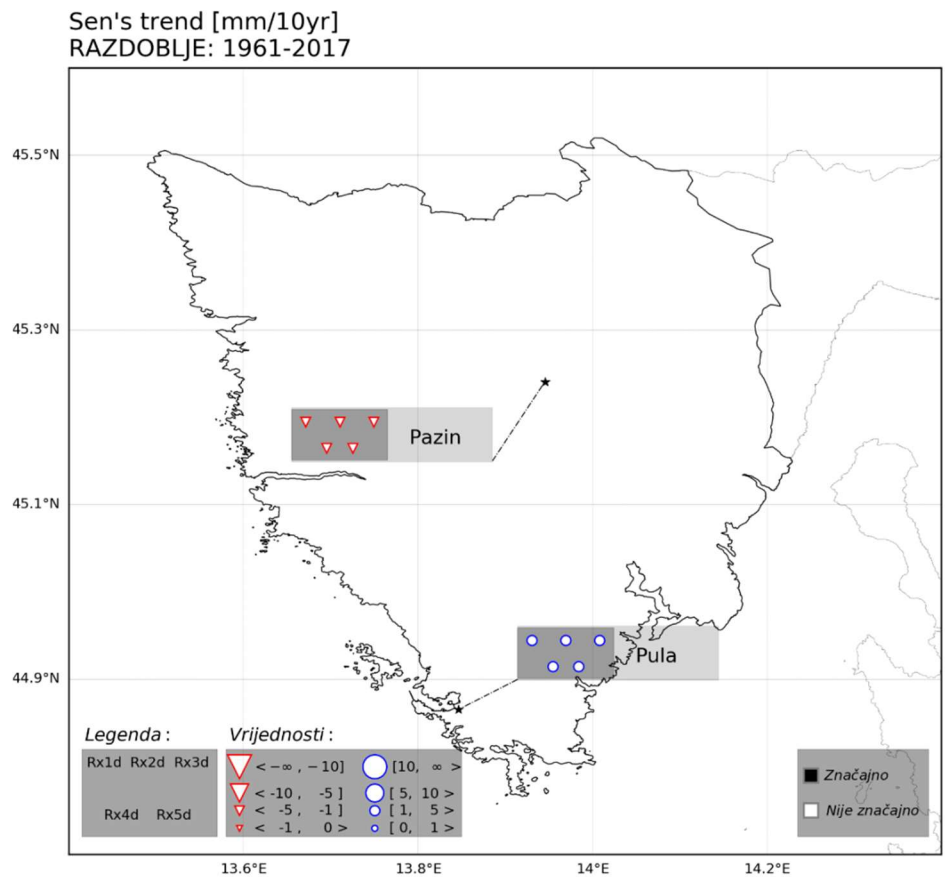 Sen's trend [mm/10yr]
RAZDOBLJE: 1961-2017
45.5°N
45.3°N
Pazin
45.1°N
Pula
44.9°N
Legenda :
Rx1d Rx2d Rx3d
Rx4d Rx5d
Vrijednosti :
< −∞ , −10] [10, ∞ >
< -10 , -5] [ 5, 10 >
< -5 , -1] [ 1, 5 >
< -1, 0 > [ 0, 1 >
Značajno
Nije značajno
13.6°E 13.8°E 14°E 14.2°E